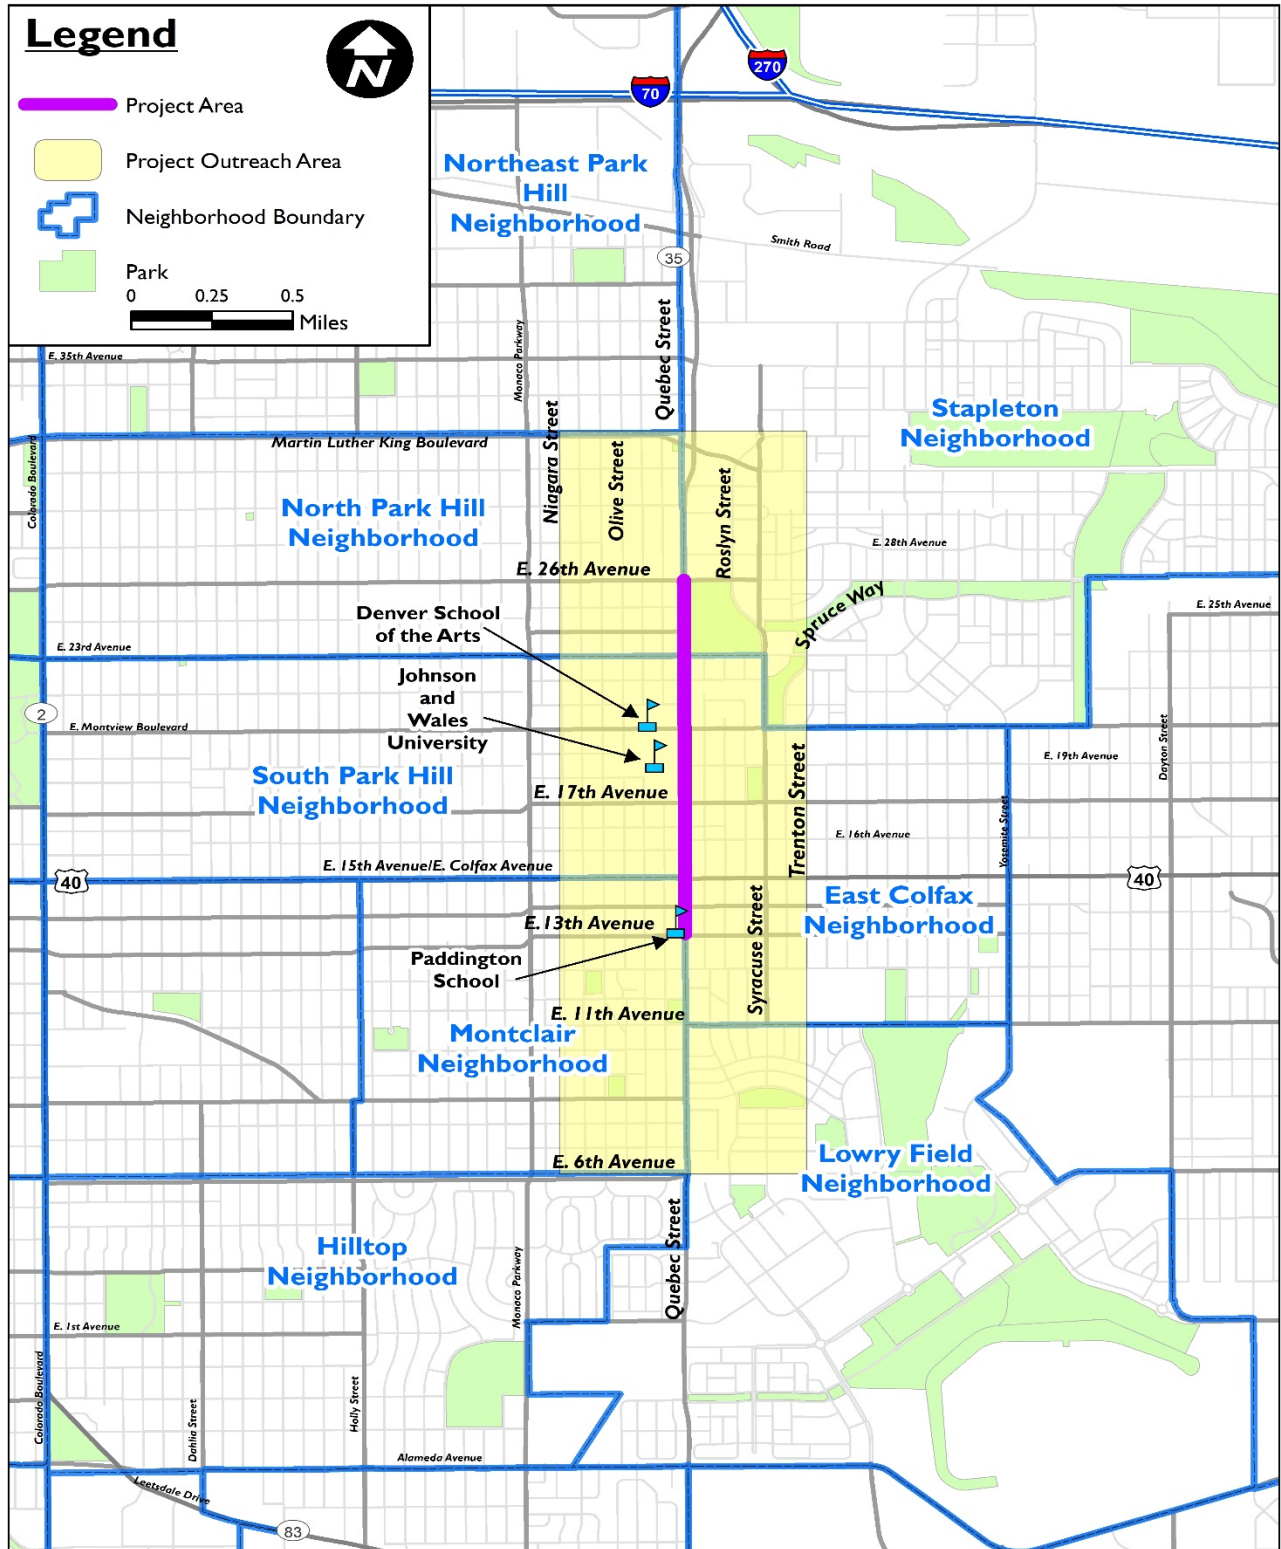 Legend
N
Project Area
Project Outreach Area
Neighborhood Boundary
Park
0 0.25 0.5
Miles
70
270
Northeast Park
Hill
Neighborhood
Smith Road
35
Quebec Street
Monaco Parkway
E. 35th Avenue
Stapleton
Neighborhood
Martin Luther King Boulevard
Colorado Boulevard
Niagara Street
Olive Street
Roslyn Street
North Park Hill
Neighborhood
E. 28th Avenue
E. 26th Avenue
Spruce Way
E. 25th Avenue
Denver School
of the Arts
E. 23rd Avenue
Johnson
and
Wales
University
2
E. Montview Boulevard
Dayton Street
E. 19th Avenue
South Park Hill
Neighborhood
E. 17th Avenue
Trenton Street
E. 16th Avenue
Yosemite Street
E. 15th Avenue/E. Colfax Avenue
40
40
East Colfax
Neighborhood
E.13th Avenue
Syracuse Street
Paddington
School
E. 11th Avenue
Montclair
Neighborhood
E. 6th Avenue
Lowry Field
Neighborhood
Quebec Street
Hilltop
Neighborhood
Monaco Parkway
E. 1st Avenue
Colorado Boulevard
Dahlia Street
Holly Street
Alameda Avenue
Leetsdale Drive
83